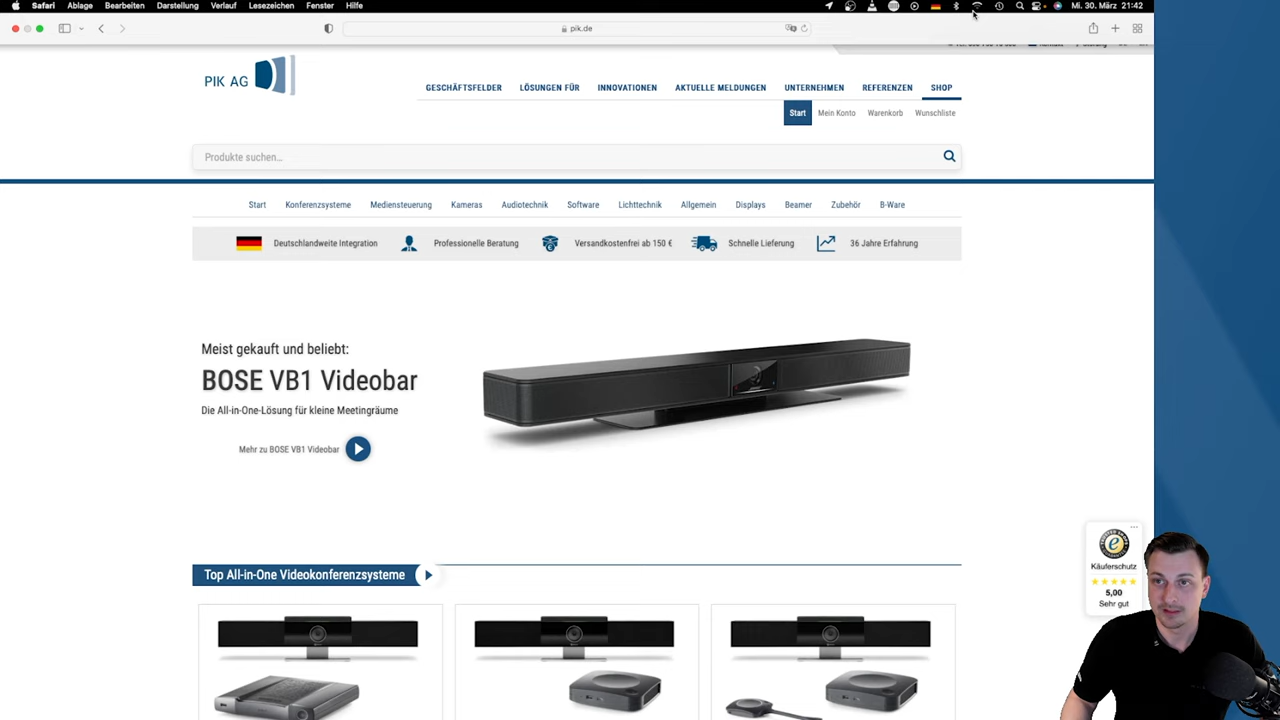 Safari Ablage Bearbeiten Darstellung Verlauf Lesezeichen Fenster Hilfe Mi. 30. März 21:42
pik.de
PIK AG
GESCHÄFTSFELDER LÖSUNGEN FÜR INNOVATIONEN AKTUELLE MELDUNGEN UNTERNEHMEN REFERENZEN SHOP
Start Mein Konto Warenkorb Wunschliste
Produkte suchen...
Start Konferenzsysteme Mediensteuerung Kameras Audiotechnik Software Lichttechnik Allgemein Displays Beamer Zubehör B-Ware
Deutschlandweite Integration Professionelle Beratung Versandkostenfrei ab 150 € Schnelle Lieferung 36 Jahre Erfahrung
Meist gekauft und beliebt:
BOSE VB1 Videobar
Die All-in-One-Lösung für kleine Meetingräume
Mehr zu BOSE VB1 Videobar
Top All-in-One Videokonferenzsysteme
Käuferschutz
5,00
Sehr gut